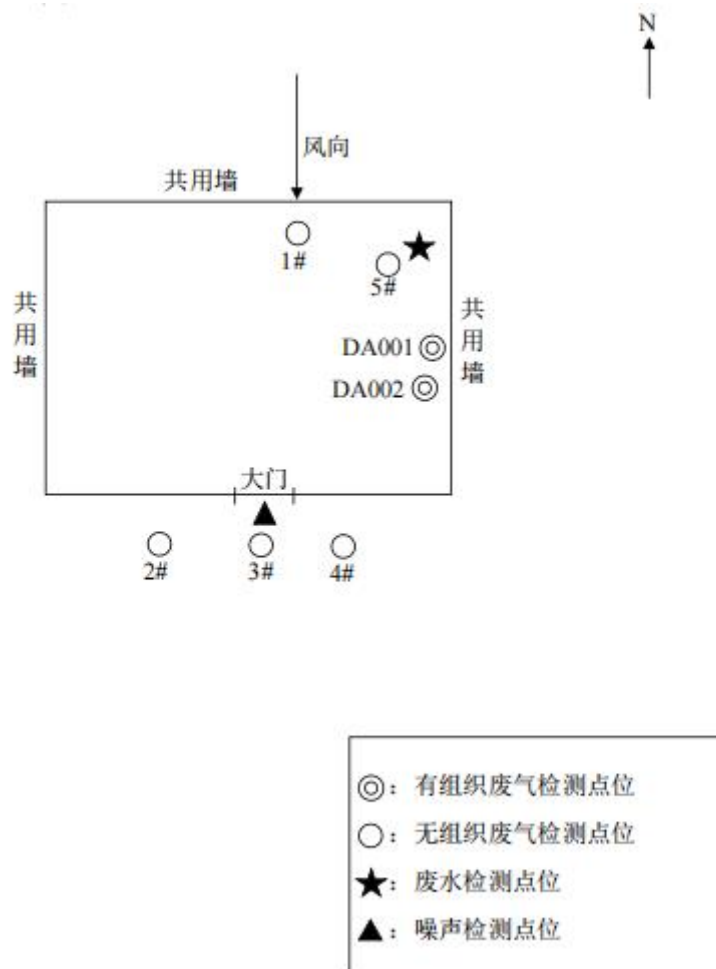 N
风向
共用墙
1#
5#
共用墙
共用墙
DA001
DA002
大门
2#
3#
4#
◎：有组织废气检测点位
○：无组织废气检测点位
★：废水检测点位
▲：噪声检测点位